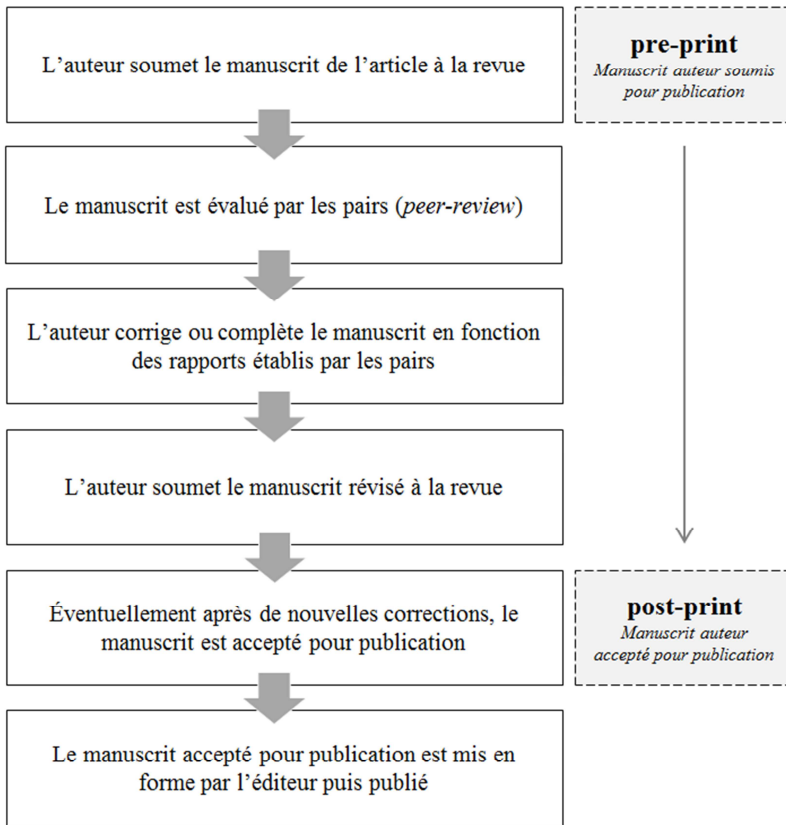 L’auteur soumet le manuscrit de l’article à la revue
pre-print
Manuscrit auteur soumis
pour publication
Le manuscrit est évalué par les pairs (peer-review)
L’auteur corrige ou complète le manuscrit en fonction
des rapports établis par les pairs
L’auteur soumet le manuscrit révisé à la revue
Éventuellement après de nouvelles corrections, le
manuscrit est accepté pour publication
post-print
Manuscrit auteur
accepté pour publication
Le manuscrit accepté pour publication est mis en
forme par l’éditeur puis publié